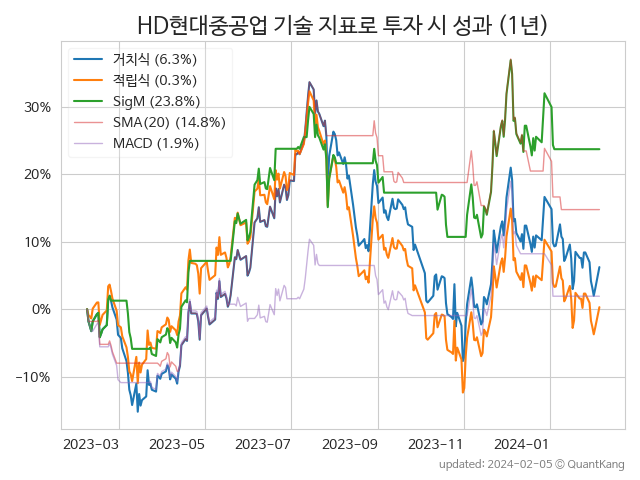 HD현대중공업 기술 지표로 투자 시 성과 (1년)
거치식 (6.3%)
적립식 (0.3%)
SigM (23.8%)
SMA(20) (14.8%)
MACD (1.9%)
30%
20%
10%
0%
−10%
2023-03 2023-05 2023-07 2023-09 2023-11 2024-01
updated: 2024-02-05 © QuantKang